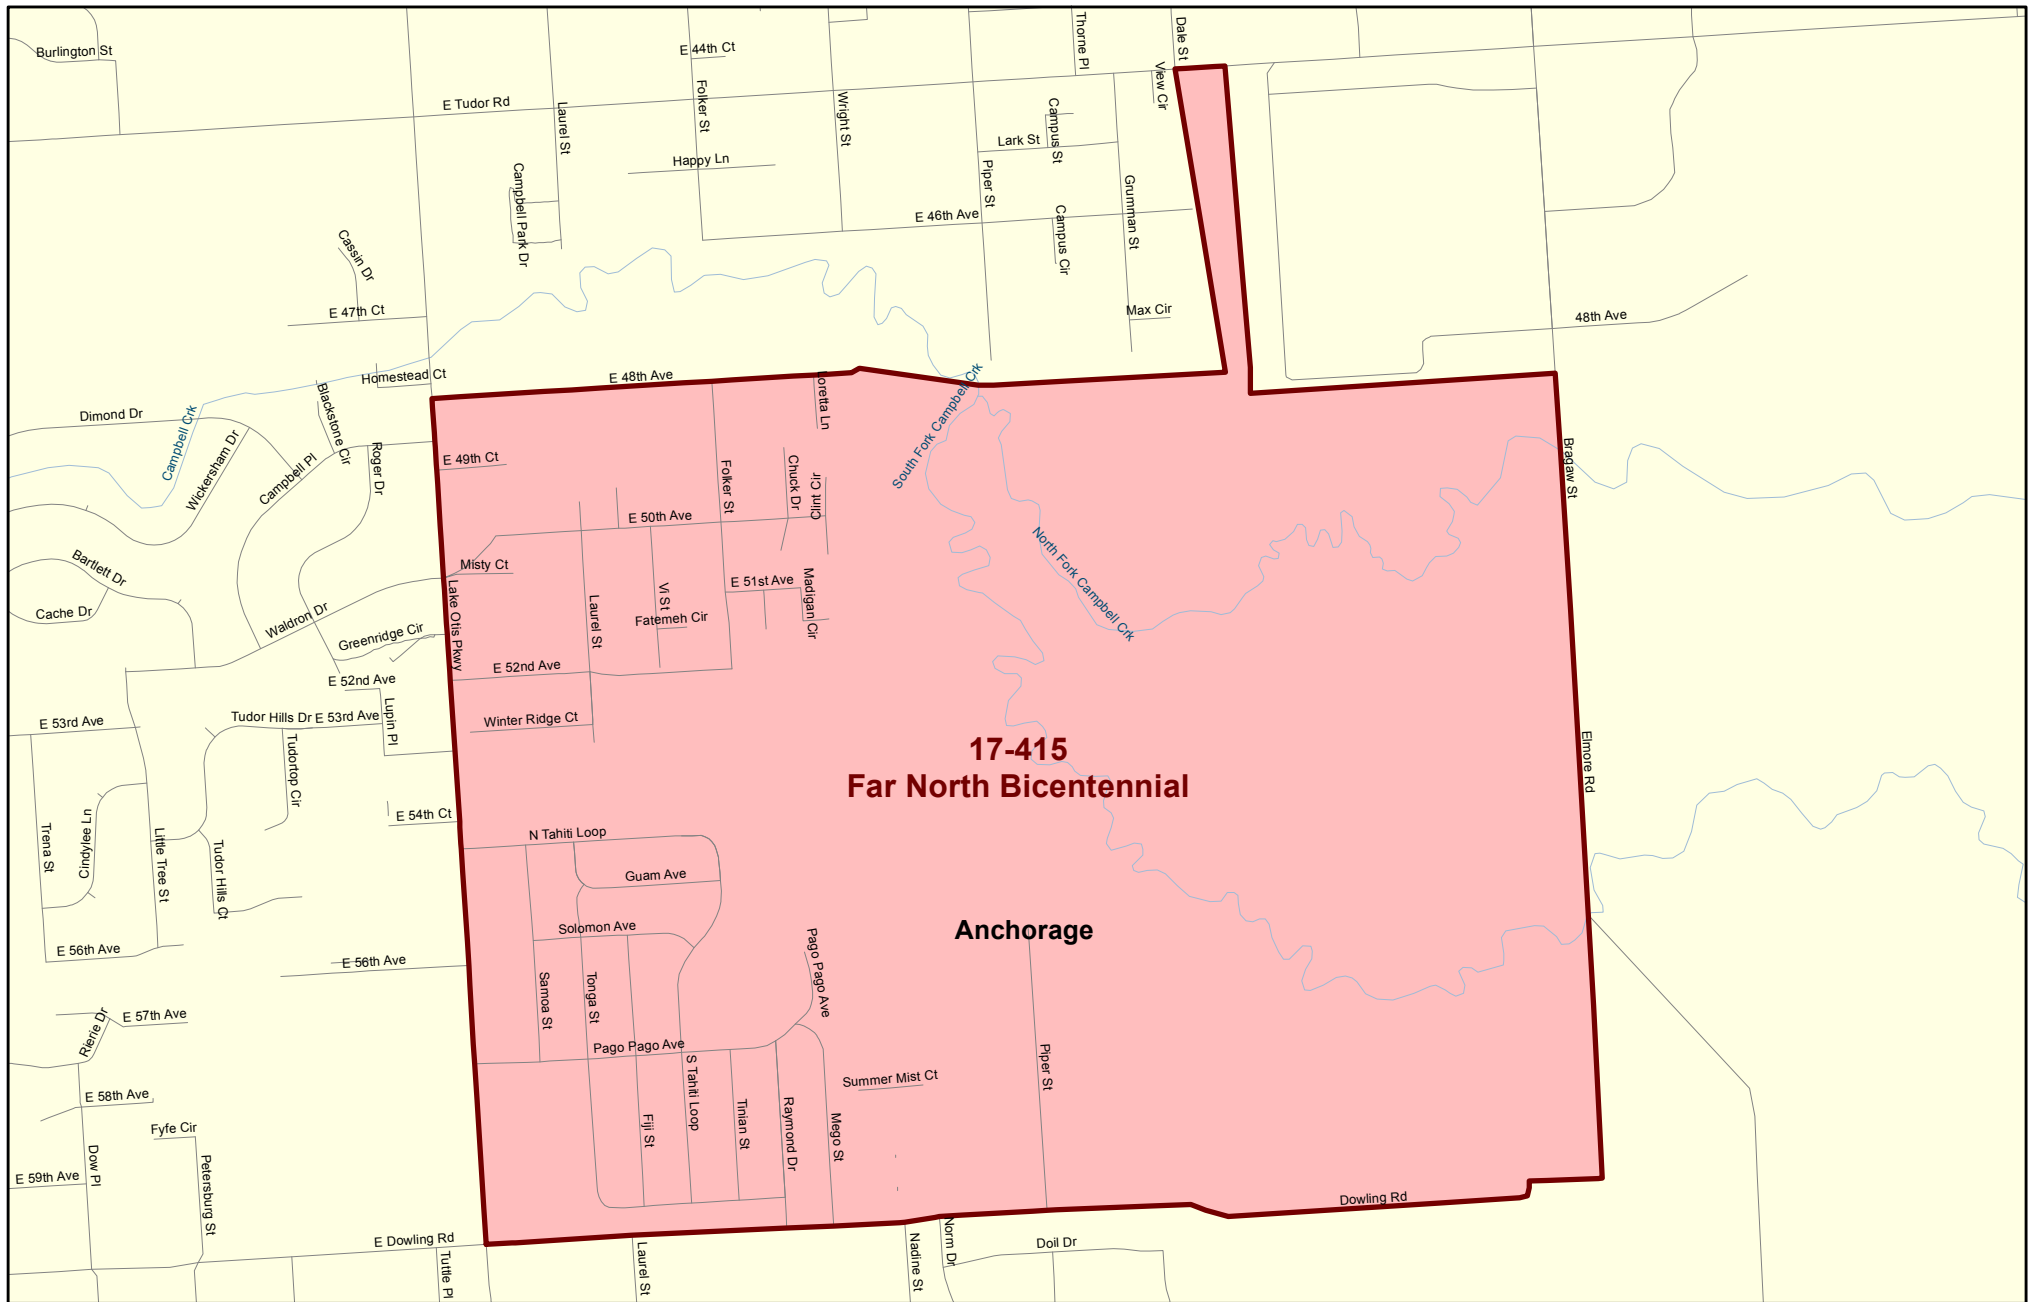 Burlington St
E 44th Ct
Thorne Pl
Dale St
View Cir
E Tudor Rd
Laurel St
Folker St
Wright St
Campus St
Lark St
Happy Ln
Piper St
Grumman St
Campbell Park Dr
E 46th Ave
Campus Cir
Cassin Dr
E 47th Ct
Max Cir
48th Ave
Homestead Ct
E 48th Ave
Loretta Ln
South Fork Campbell Crk
Dimond Dr
Blackstone Cir
Campbell Crk
Wickersham Dr
Campbell Pl
Roger Dr
E 49th Ct
Folker St
Chuck Dr
Clint Cir
Bragaw St
E 50th Ave
North Fork Campbell Crk
Bartlett Dr
Misty Ct
Lake Otis Pkwy
E 51st Ave
Madigan Cir
Vi St
Laurel St
Fatemeh Cir
Cache Dr
Waldron Dr
Greenridge Cir
E 52nd Ave
E 52nd Ave
Lupin Pl
E 53rd Ave
Tudor Hills Dr
E 53rd Ave
Winter Ridge Ct
Tudortop Cir
Elmore Rd
17-415
Far North Bicentennial
E 54th Ct
Trena St
Cindylee Ln
Little Tree St
Tudor Hills Ct
N Tahiti Loop
Guam Ave
Solomon Ave
Anchorage
E 56th Ave
E 56th Ave
Pago Pago Ave
Samoa St
Tonga St
E 57th Ave
Rierie Dr
Pago Pago Ave
S Tahiti Loop
Summer Mist Ct
Piper St
E 58th Ave
Fyfe Cir
Fiji St
Tinian St
Raymond Dr
Mego St
Dow Pl
E 59th Ave
Petersburg St
Dowling Rd
E Dowling Rd
Tuttle Pl
Laurel St
Nadine St
Norm Dr
Doil Dr